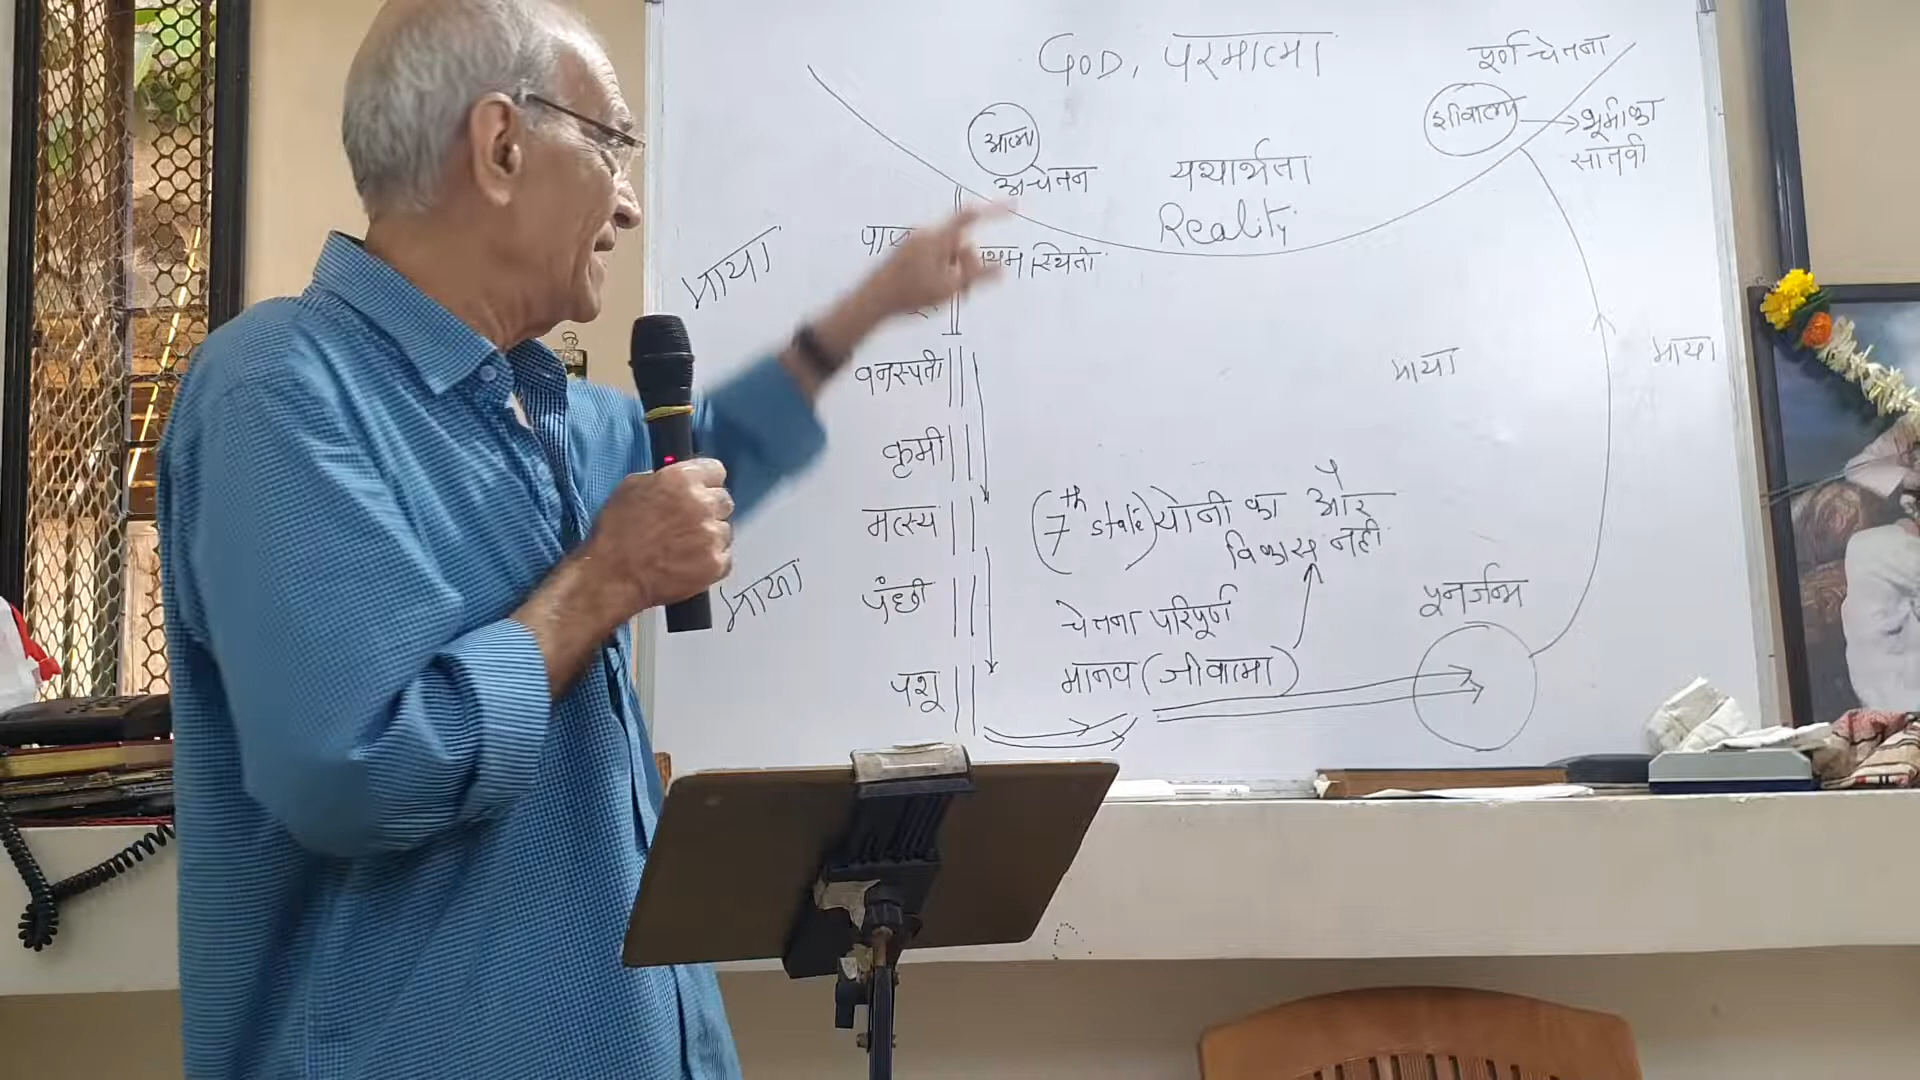 GOD, परमात्मा
पूर्ण चेतना
आत्मा
अचेतन
यथार्थता
Reality
शीवात्मा
भूमीका
सातवी
माया
प्रथम स्थिती
वनस्पती
माया
माया
कृमी
मत्स्य
(7th state) योनी का और
विकास नही
पंछी
माया
चेतना परिपूर्ण
पूनर्जन्म
पशू
मानव (जीवात्मा)